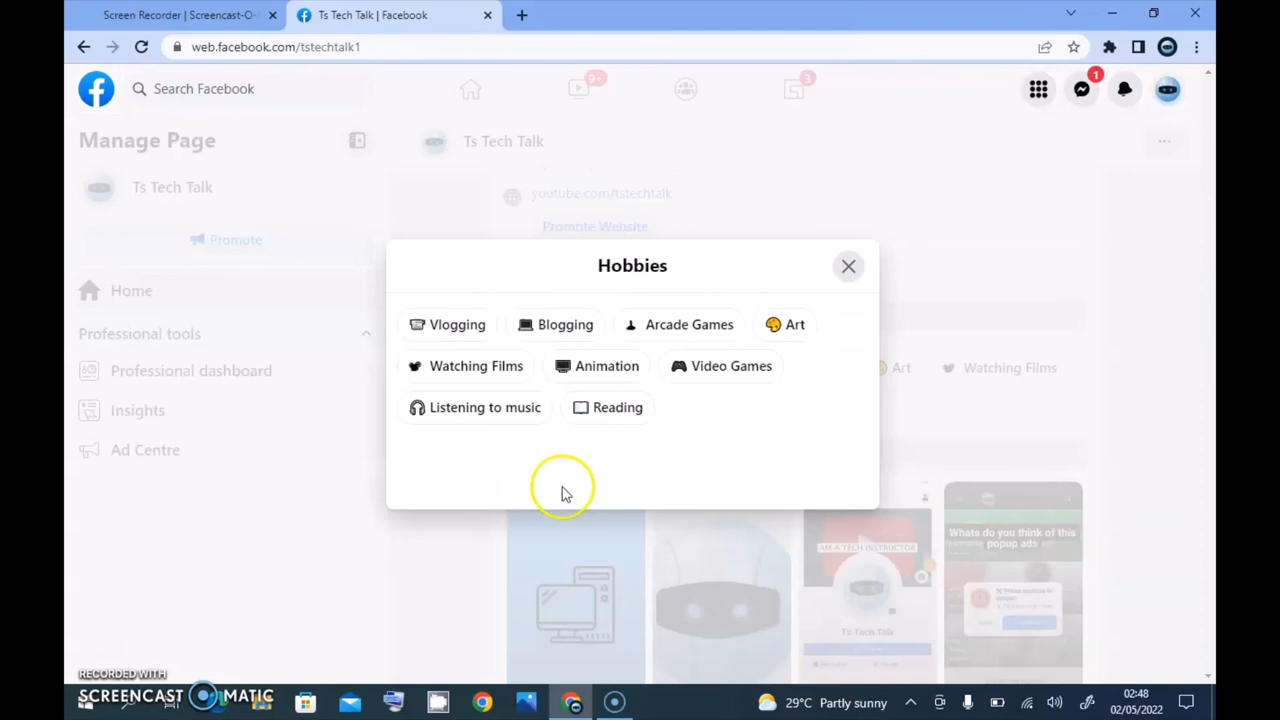 Screen Recorder | Screencast-O-M
Ts Tech Talk | Facebook
web.facebook.com/tstechtalk1
Search Facebook
9+
3
1
Manage Page
Ts Tech Talk
Ts Tech Talk
youtube.com/tstechtalk
Promote
Promote Website
Home
Professional tools
Professional dashboard
Insights
Ad Centre
Hobbies
Vlogging
Blogging
Arcade Games
Art
Watching Films
Animation
Video Games
Listening to music
Reading
Art
Watching Films
AM A TECH INSTRUCTOR
Ts Tech Talk
Whats do you think of this
popup ads
RECORDED WITH
SCREENCAST MATIC
29°C Partly sunny
02:48
02/05/2022